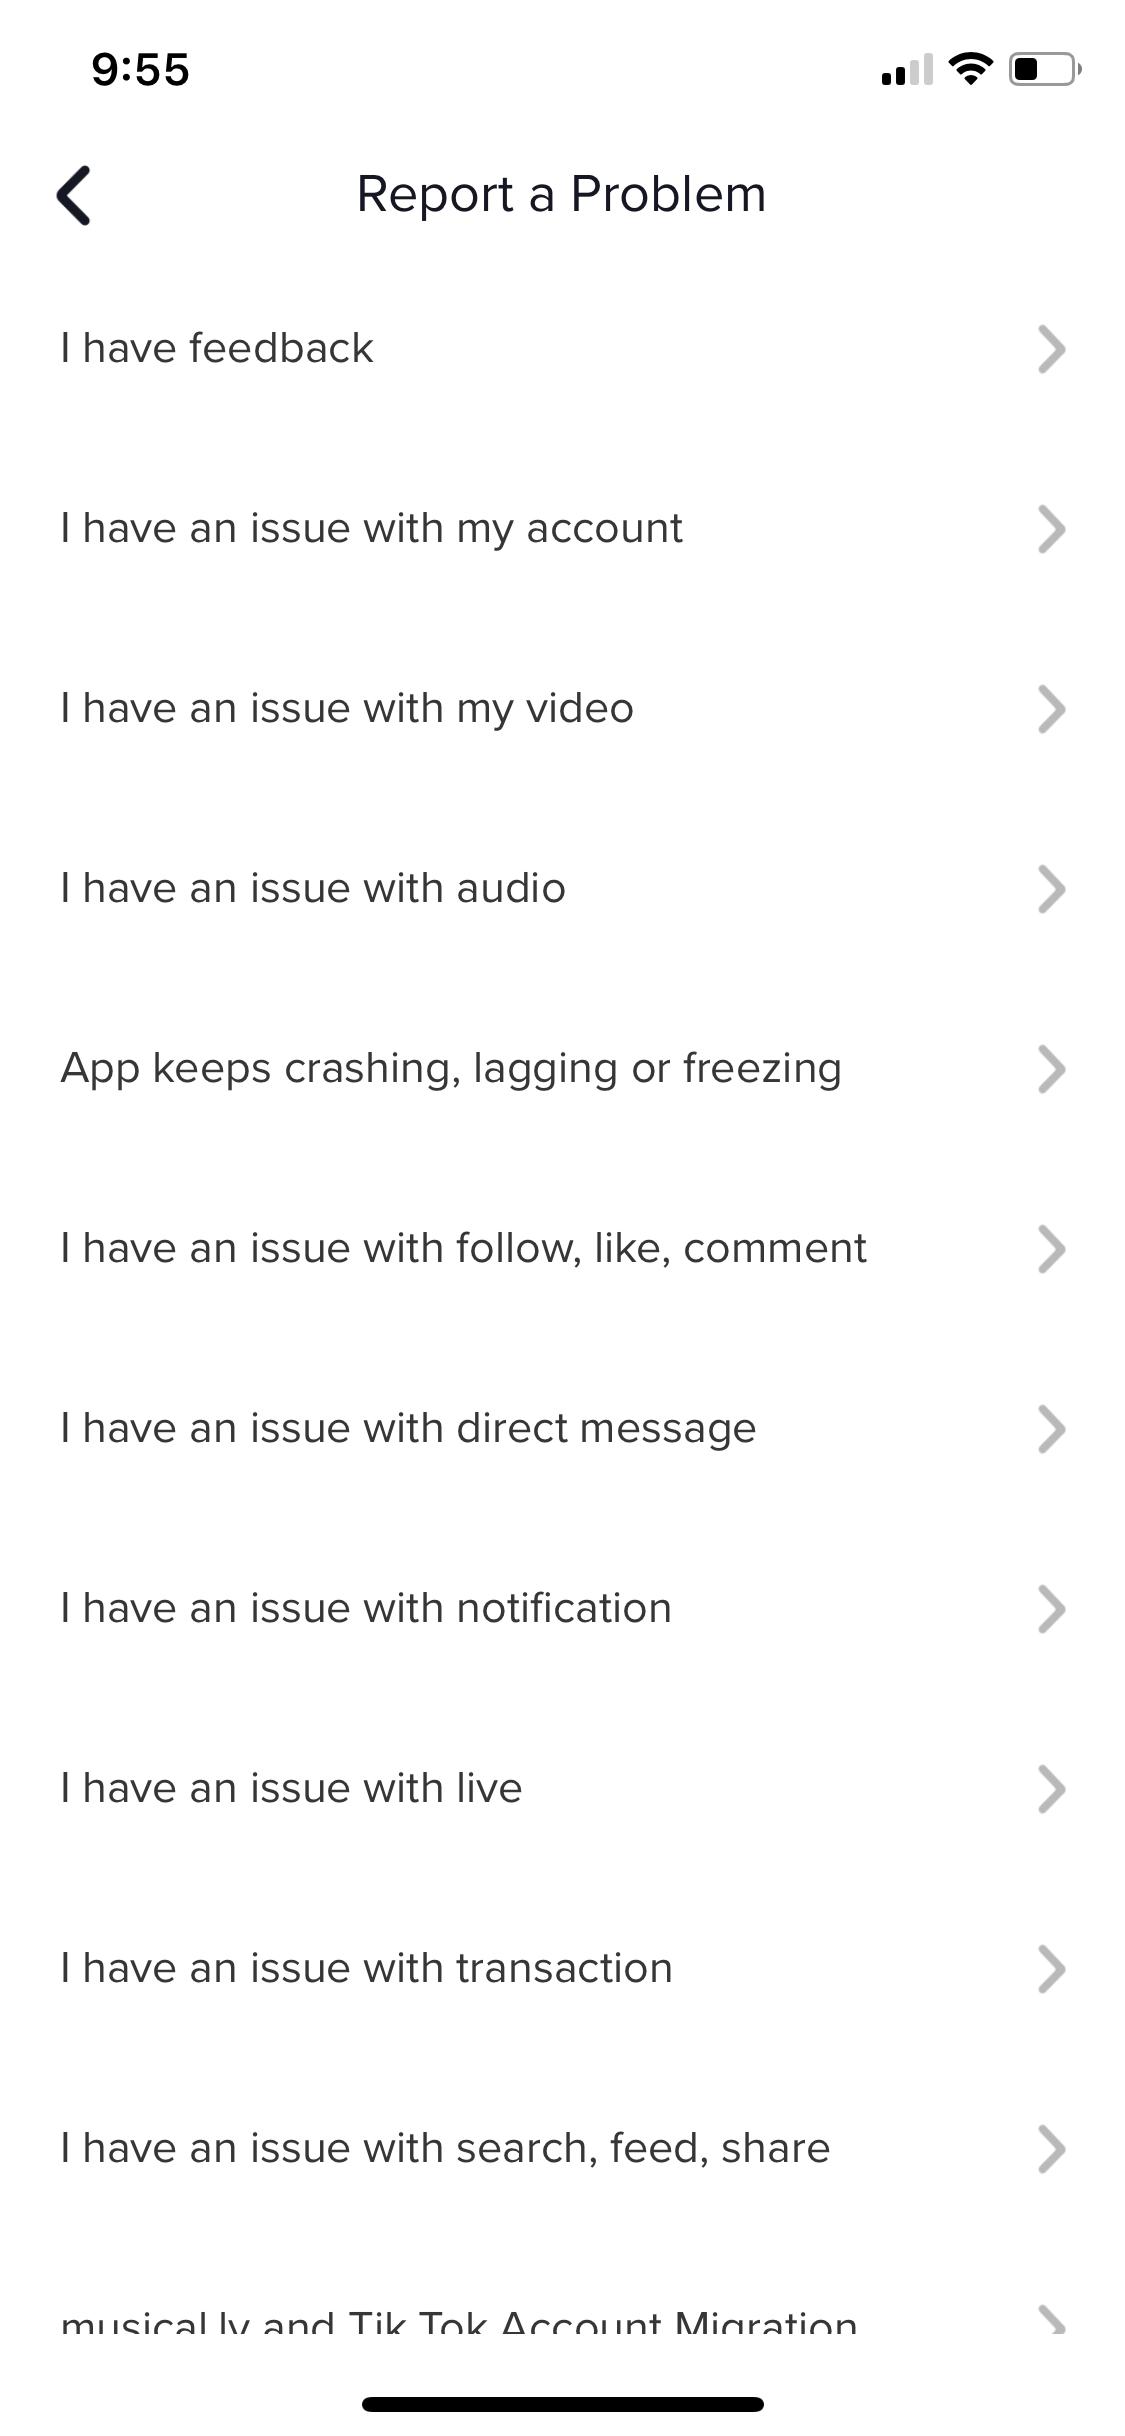 9:55
Report a Problem
I have feedback
I have an issue with my account
I have an issue with my video
I have an issue with audio
App keeps crashing, lagging or freezing
I have an issue with follow, like, comment
I have an issue with direct message
I have an issue with notification
I have an issue with live
I have an issue with transaction
I have an issue with search, feed, share
musical.ly and Tik Tok Account Migration